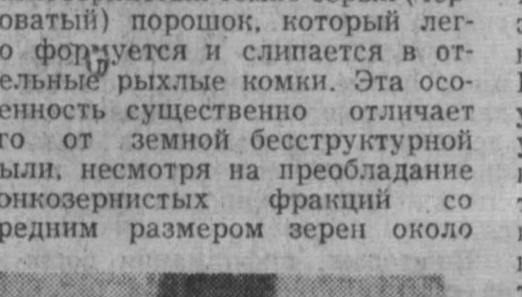 оватый) порошок, который лег-
о формуется и слипается в от-
ельные рыхлые комки. Эта осо-
енность существенно отличает
го от земной бесструктурной
ыли, несмотря на преобладание
онкозернистых фракций со
редним размером зерен около